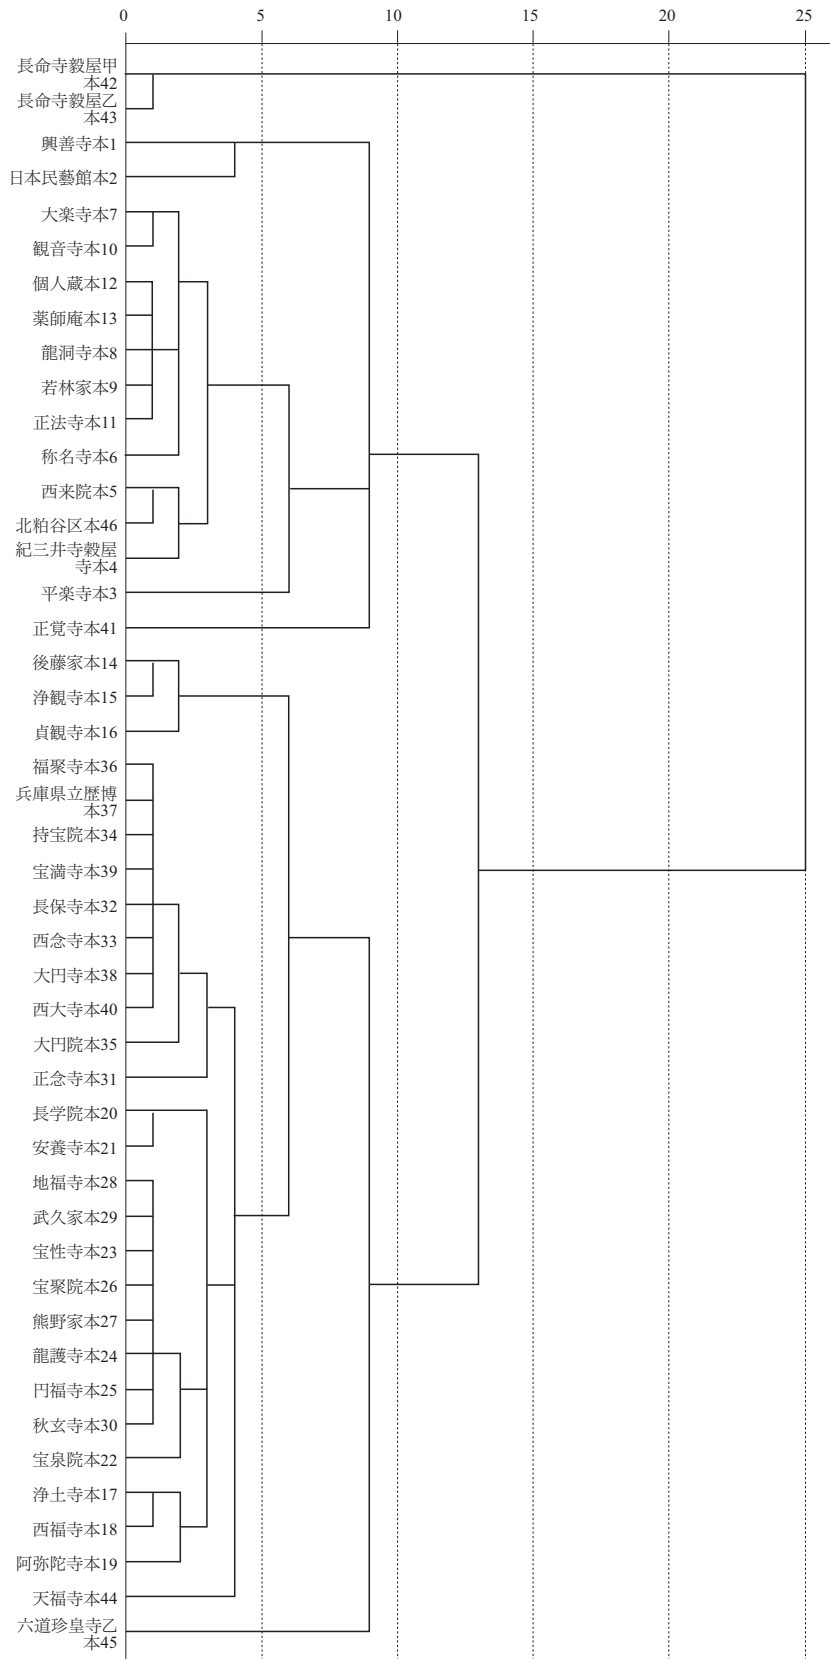 0 5 10 15 20 25
長命寺毅屋甲
本42
長命寺毅屋乙
本43
興善寺本1
日本民藝館本2
大楽寺本7
観音寺本10
個人蔵本12
薬師庵本13
龍洞寺本8
若林家本9
正法寺本11
称名寺本6
西来院本5
北粕谷区本46
紀三井寺穀屋
寺本4
平楽寺本3
正覚寺本41
後藤家本14
浄観寺本15
貞観寺本16
福聚寺本36
兵庫県立歴博
本37
持宝院本34
宝満寺本39
長保寺本32
西念寺本33
大円寺本38
西大寺本40
大円院本35
正念寺本31
長学院本20
安養寺本21
地福寺本28
武久家本29
宝性寺本23
宝聚院本26
熊野家本27
龍護寺本24
円福寺本25
秋玄寺本30
宝泉院本22
浄土寺本17
西福寺本18
阿弥陀寺本19
天福寺本44
六道珍皇寺乙
本45